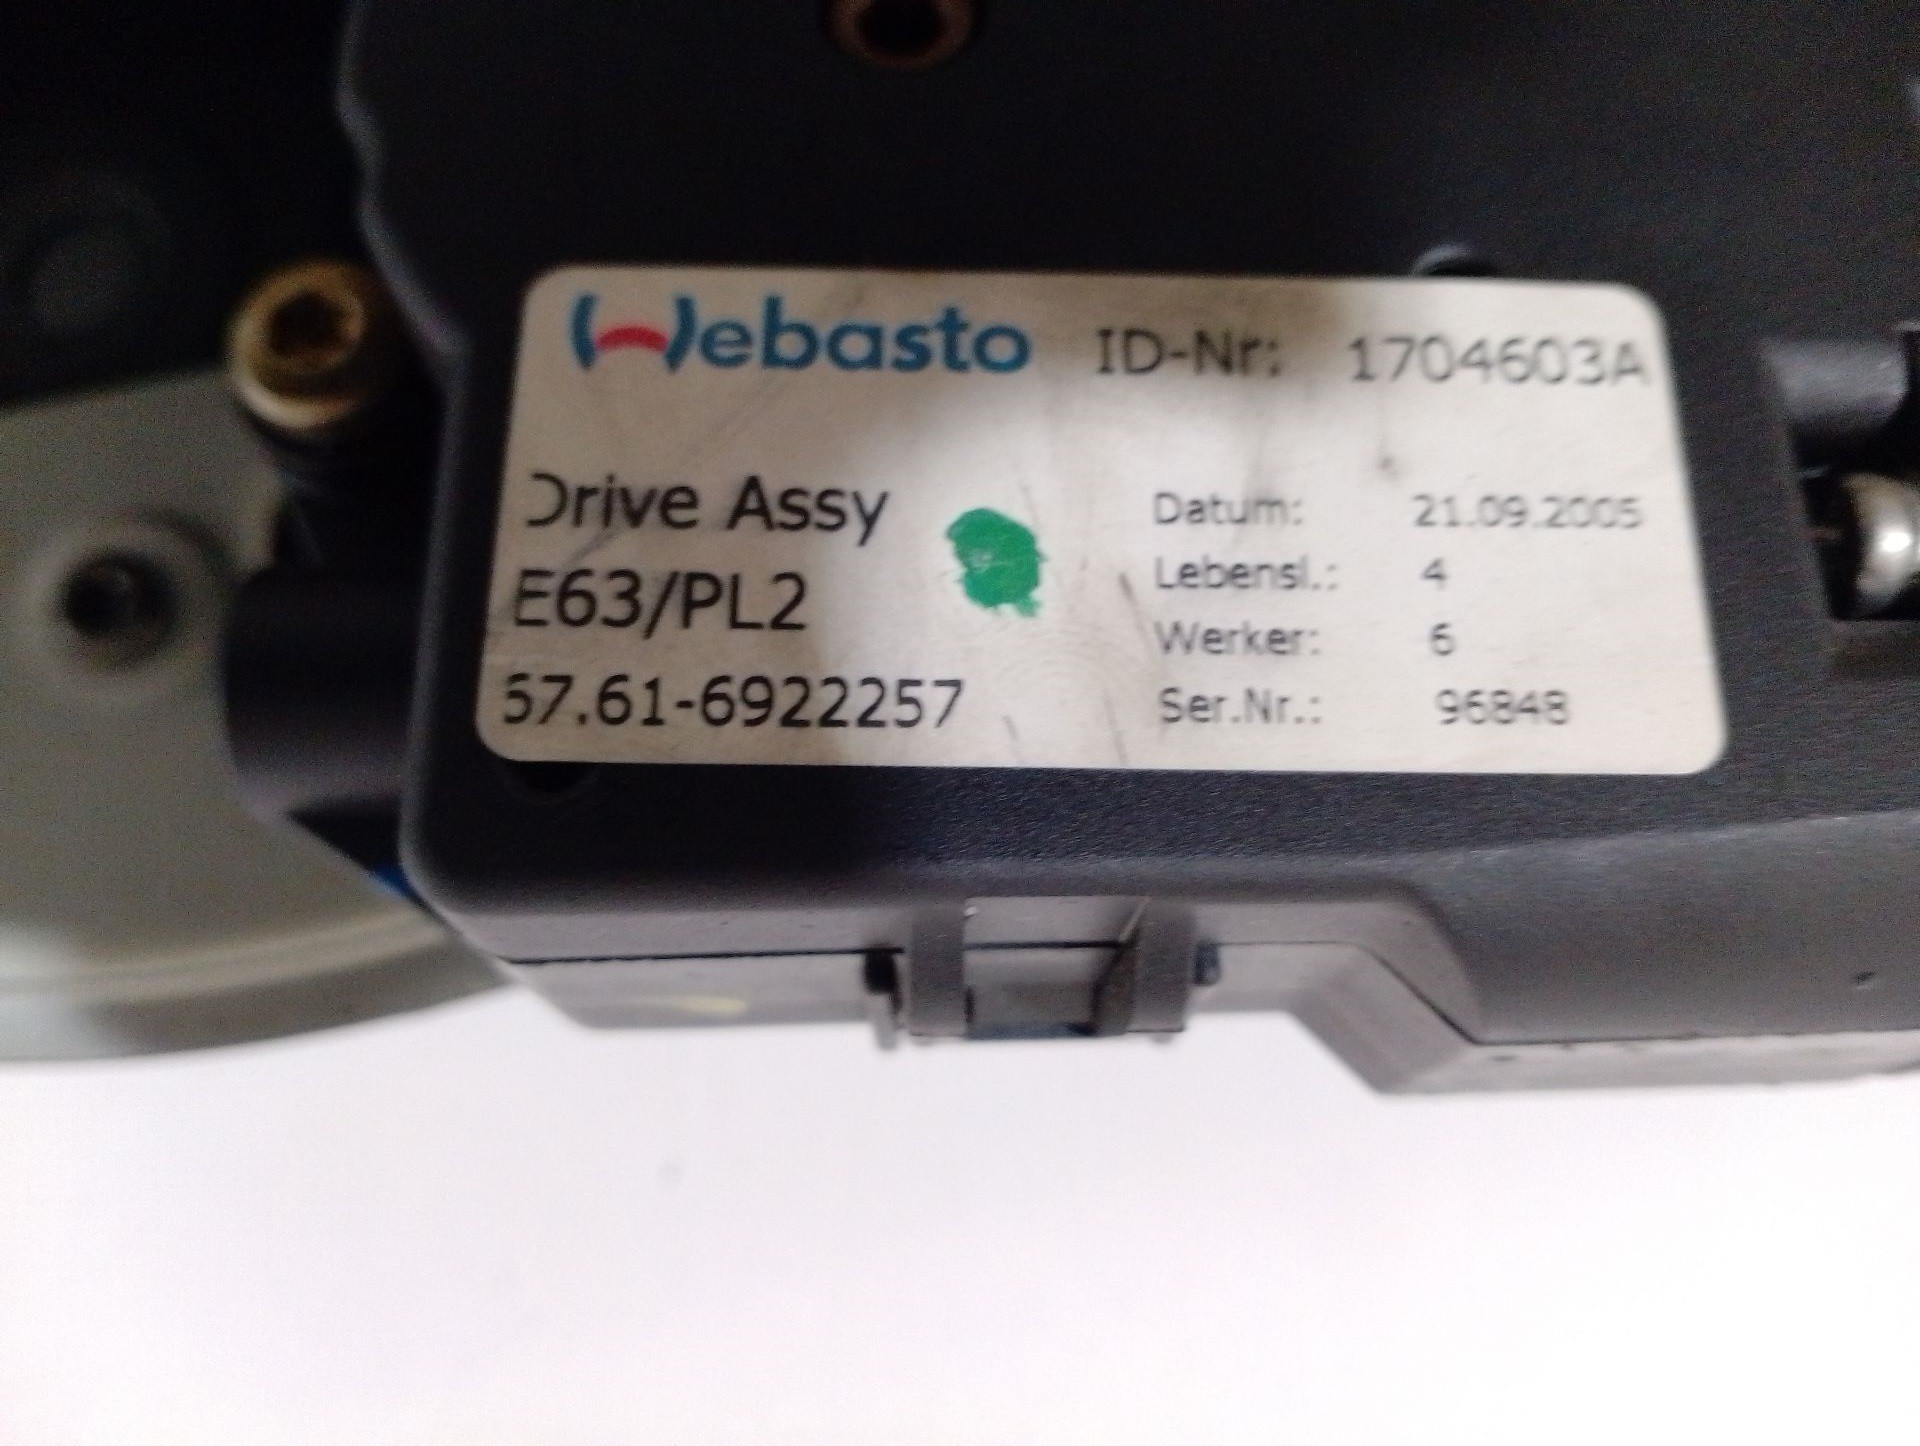 Webasto ID-Nr: 1704603A
Drive Assy
E63/PL2
67.61-6922257
Datum: 21.09.2005
Lebensl.: 4
Werker: 6
Ser.Nr.: 96848